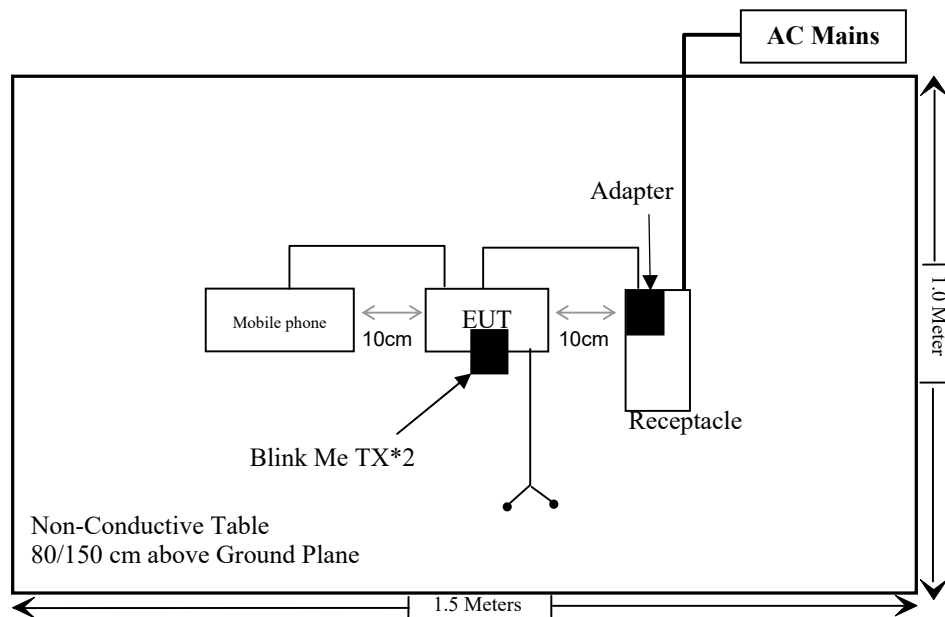 AC Mains
Adapter
Mobile phone
EUT
10cm
10cm
Receptacle
Blink Me TX*2
Non-Conductive Table
80/150 cm above Ground Plane
1.0 Meter
1.5 Meters